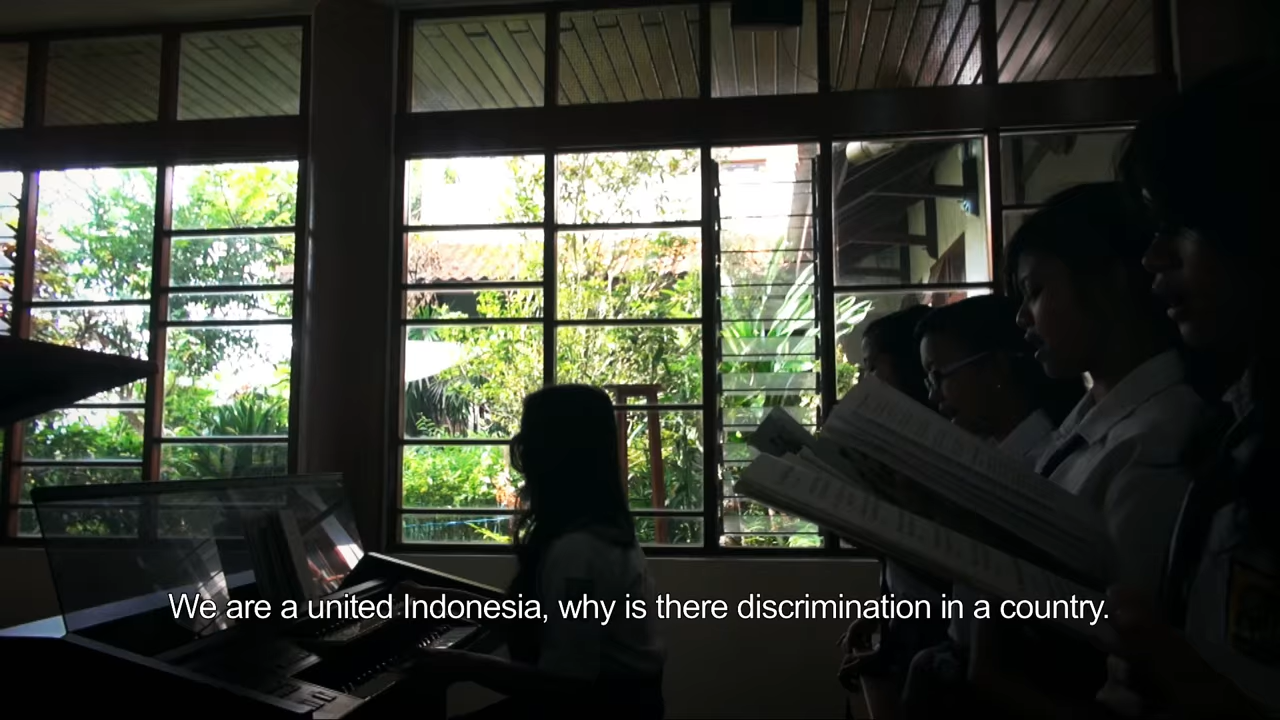 We are a united Indonesia, why is there discrimination in a country.